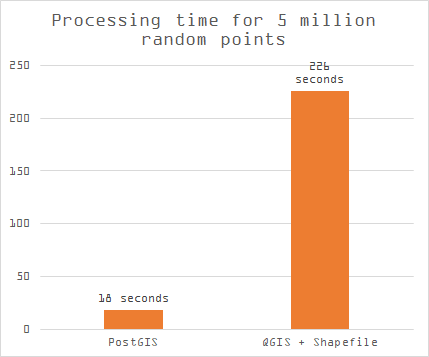 Processing time for 5 million
random points
250
226
seconds
200
150
100
50
18 seconds
0
PostGIS
QGIS + Shapefile